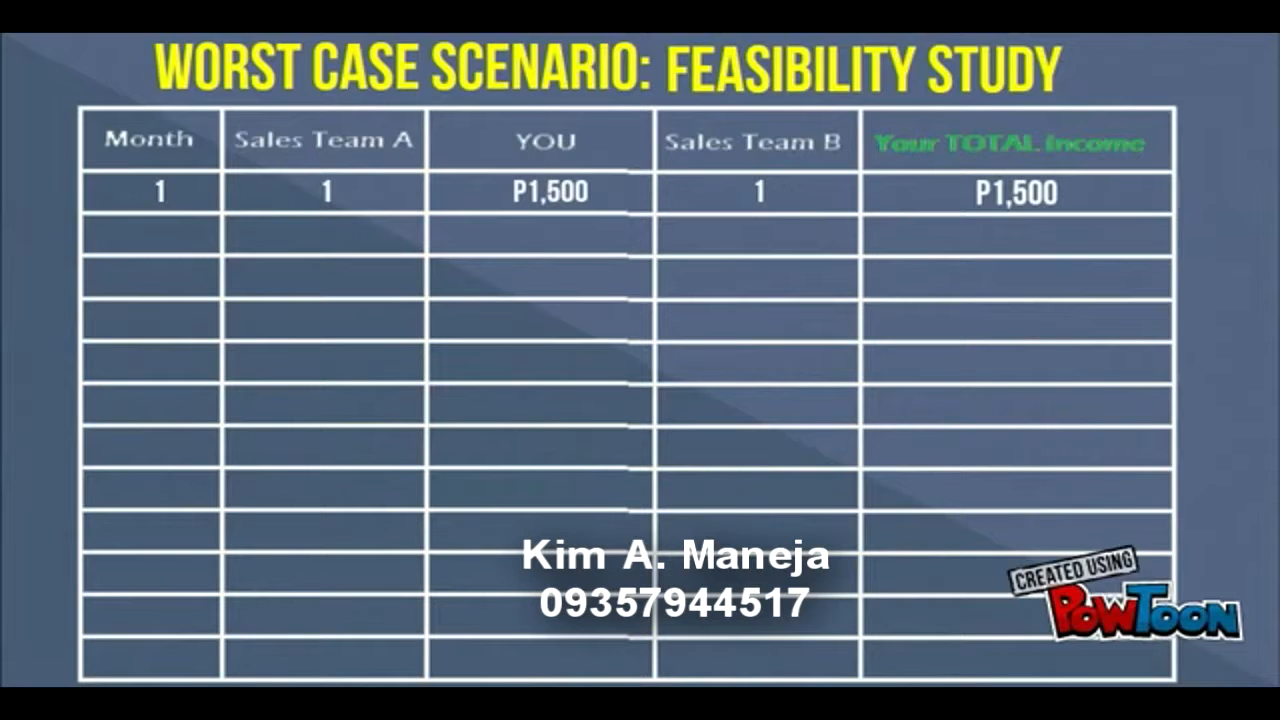 WORST CASE SCENARIO: FEASIBILITY STUDY
Month Sales Team A YOU Sales Team B Your TOTAL Income
1 1 P1,500 1 P1,500
Kim A. Maneja
09357944517
CREATED USING
POWTOON